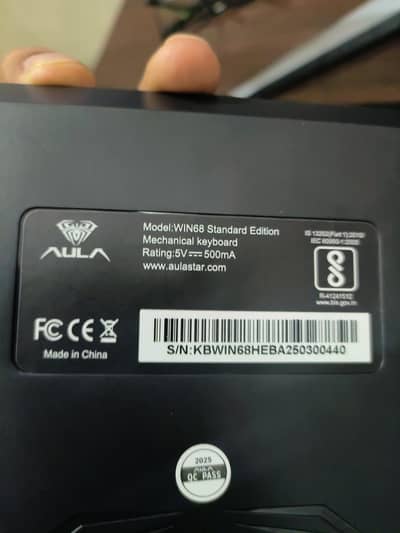 AULA
Model:WIN68 Standard Edition
Mechanical keyboard
Rating:5V⎓500mA
www.aulastar.com
IS 13252(Part 1):2010/
IEC 60950-1:2005
R-41241512
www.bis.gov.in
FC CE
Made in China
S/N:KBWIN68HEBA250300440
2025
AULA
QC PASS